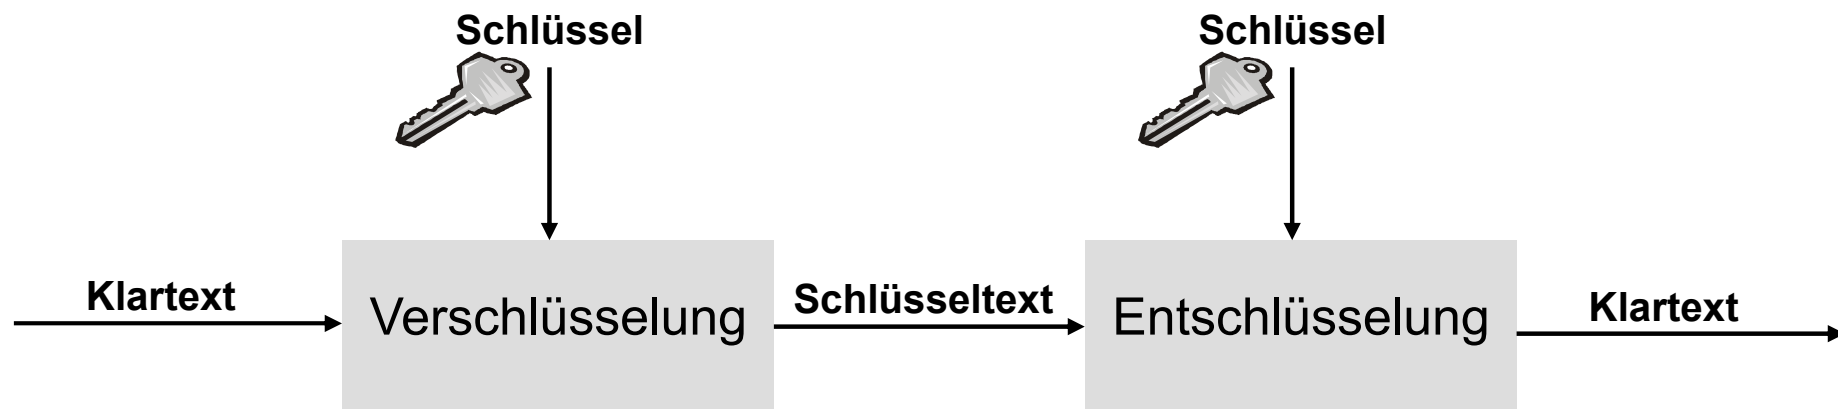 Schlüssel
Schlüssel
Klartext
Verschlüsselung
Schlüsseltext
Entschlüsselung
Klartext